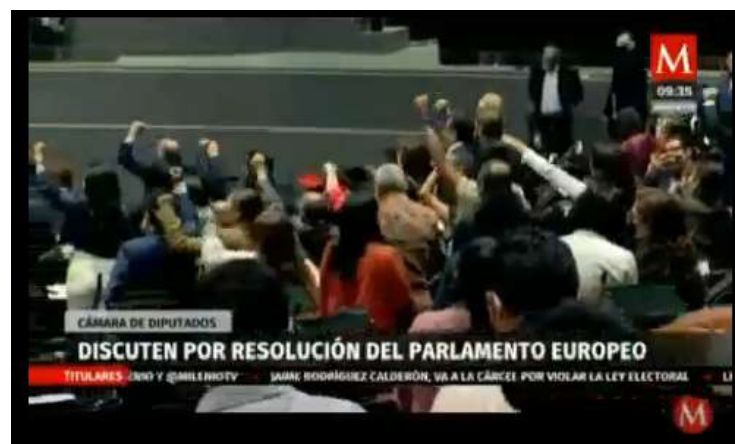 M
09:35
CÁMARA DE DIPUTADOS
DISCUTEN POR RESOLUCIÓN DEL PARLAMENTO EUROPEO
TITULARES Y @MILENIOTV JAIME RODRÍGUEZ CALDERÓN, VA A LA CÁRCEL POR VIOLAR LA LEY ELECTORAL
M